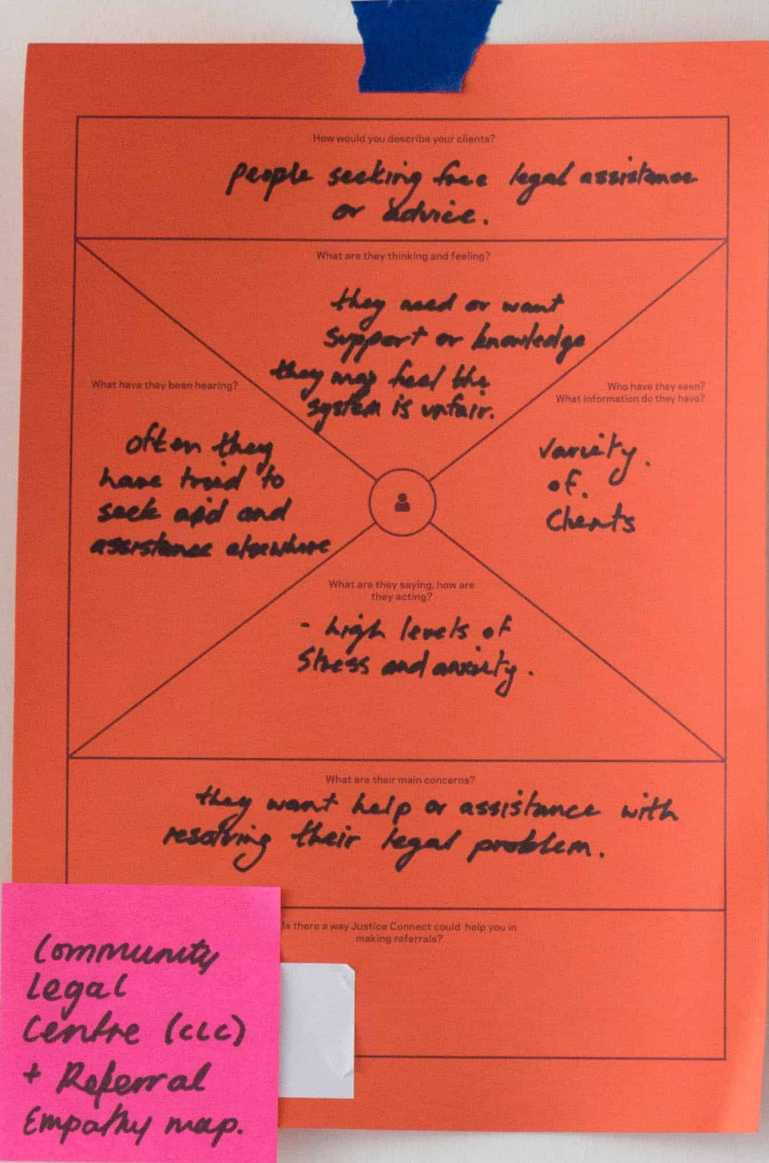 How would you describe your clients?
people seeking free legal assistance
or advice.
What are they thinking and feeling?
they need or want
support or knowledge
they may feel the
system is unfair.
What have they been hearing?
often they
have tried to
seek aid and
assistance elsewhere
Who have they seen?
What information do they have?
variety.
of.
Clients
What are they saying, how are
they acting?
- high levels of
stress and anxiety.
What are their main concerns?
they want help or assistance with
resolving their legal problem.
Is there a way Justice Connect could help you in
making referrals?
Community
Legal
Centre (CLC)
+ Referral
Empathy map.